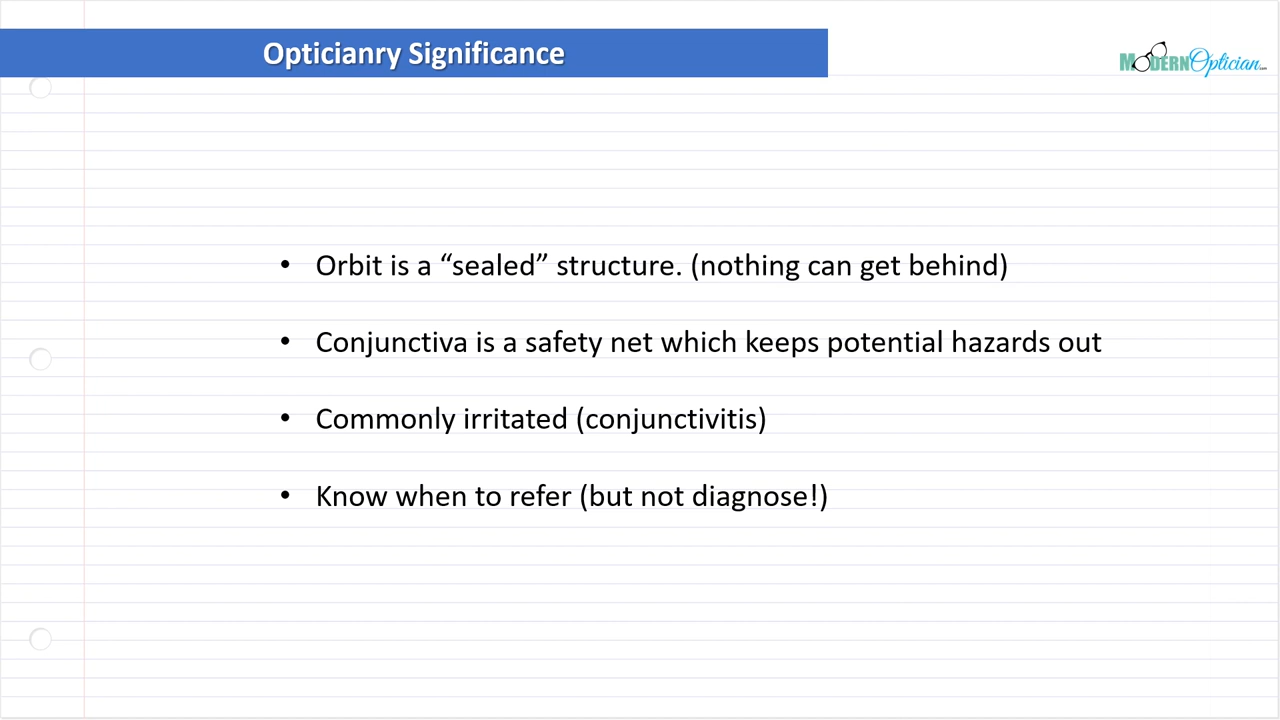 Opticianry Significance
MODERNOptician.com
• Orbit is a “sealed” structure. (nothing can get behind)
• Conjunctiva is a safety net which keeps potential hazards out
• Commonly irritated (conjunctivitis)
• Know when to refer (but not diagnose!)